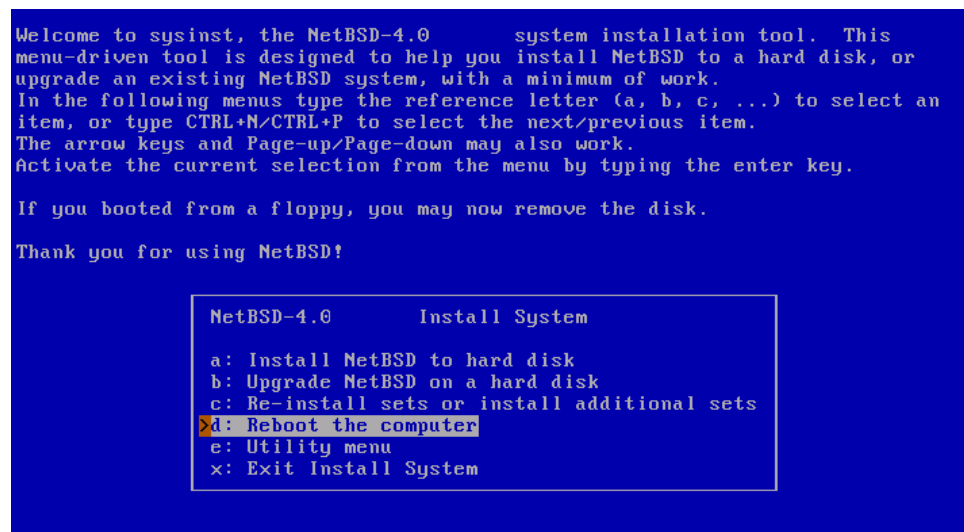 Welcome to sysinst, the NetBSD-4.0 system installation tool. This
menu-driven tool is designed to help you install NetBSD to a hard disk, or
upgrade an existing NetBSD system, with a minimum of work.
In the following menus type the reference letter (a, b, c, ...) to select an
item, or type CTRL+N/CTRL+P to select the next/previous item.
The arrow keys and Page-up/Page-down may also work.
Activate the current selection from the menu by typing the enter key.
If you booted from a floppy, you may now remove the disk.
Thank you for using NetBSD!
NetBSD-4.0 Install System
a: Install NetBSD to hard disk
b: Upgrade NetBSD on a hard disk
c: Re-install sets or install additional sets
>d: Reboot the computer
e: Utility menu
x: Exit Install System